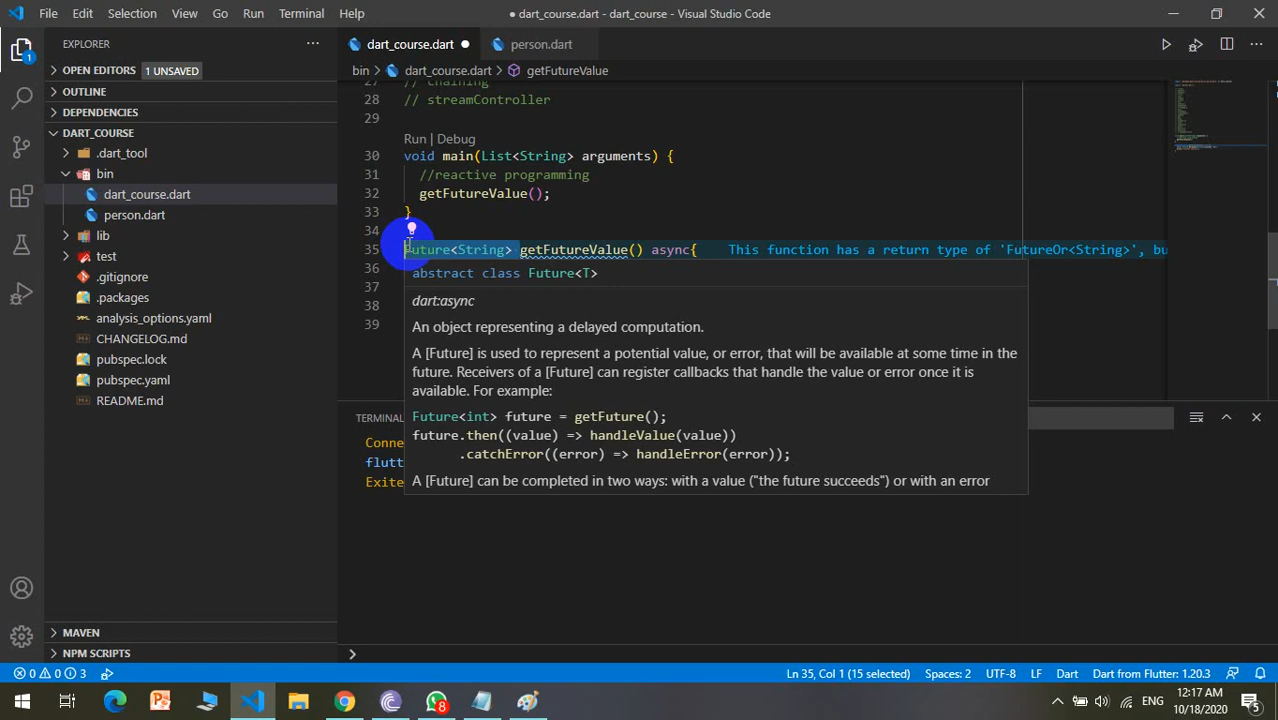 File Edit Selection View Go Run Terminal Help
● dart_course.dart - dart_course - Visual Studio Code
EXPLORER
dart_course.dart ●
person.dart
OPEN EDITORS 1 UNSAVED
bin > dart_course.dart > getFutureValue
OUTLINE
DEPENDENCIES
DART_COURSE
.dart_tool
bin
dart_course.dart
person.dart
lib
test
.gitignore
.packages
analysis_options.yaml
CHANGELOG.md
pubspec.lock
pubspec.yaml
README.md
MAVEN
NPM SCRIPTS
27 // chaining
28 // streamController
29
Run | Debug
30 void main(List<String> arguments) {
31 //reactive programming
32 getFutureValue();
33 }
34
35 Future<String> getFutureValue() async{ This function has a return type of 'FutureOr<String>', bu
36
37
38
39
abstract class Future<T>
dart:async
An object representing a delayed computation.
A [Future] is used to represent a potential value, or error, that will be available at some time in the
future. Receivers of a [Future] can register callbacks that handle the value or error once it is
available. For example:
Future<int> future = getFuture();
future.then((value) => handleValue(value))
.catchError((error) => handleError(error));
A [Future] can be completed in two ways: with a value ("the future succeeds") or with an error
TERMINAL
Conne
flutt
Exite
0 0 3
Ln 35, Col 1 (15 selected) Spaces: 2 UTF-8 LF Dart Dart from Flutter: 1.20.3
1
8
ENG
12:17 AM
10/18/2020
5